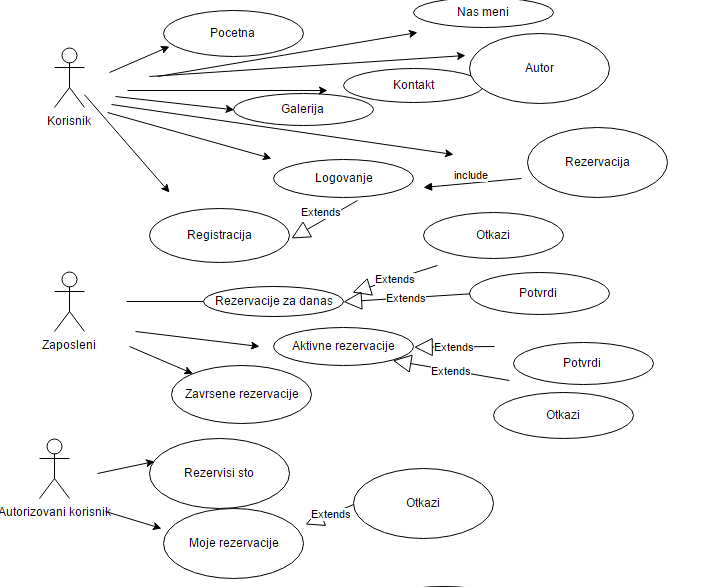 Nas meni
Pocetna
Autor
Kontakt
Galerija
Korisnik
Rezervacija
include
Logovanje
Extends
Registracija
Otkazi
Extends
Rezervacije za danas
Extends
Potvrdi
Zaposleni
Aktivne rezervacije
Extends
Potvrdi
Extends
Zavrsene rezervacije
Otkazi
Rezervisi sto
Otkazi
Autorizovani korisnik
Extends
Moje rezervacije